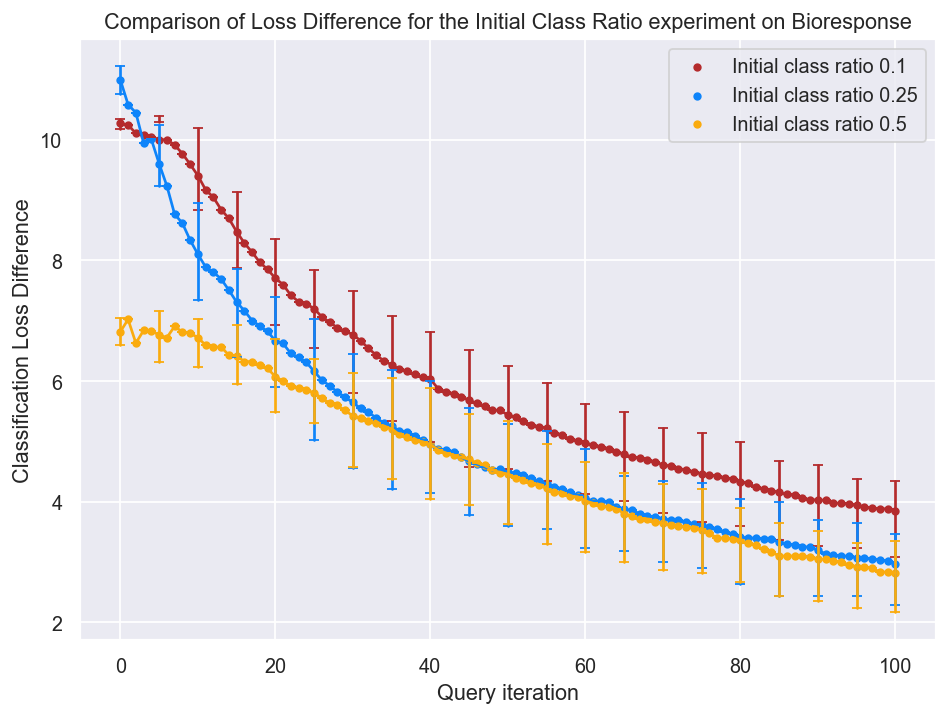 Comparison of Loss Difference for the Initial Class Ratio experiment on Bioresponse
Initial class ratio 0.1
Initial class ratio 0.25
Initial class ratio 0.5
Classification Loss Difference
10
8
6
4
2
0 20 40 60 80 100
Query iteration